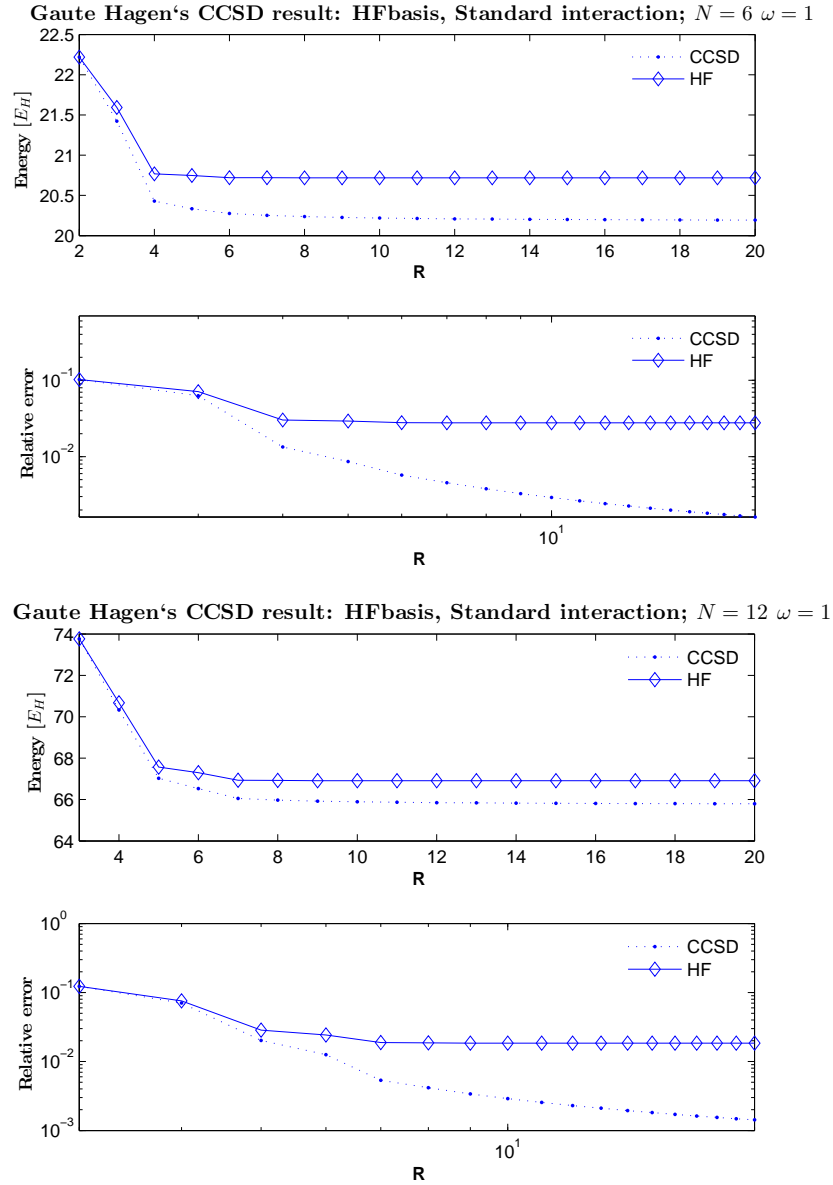 Gaute Hagen‘s CCSD result: HFbasis, Standard interaction; N = 6 ω = 1
22.5
22
21.5
21
20.5
20
Energy [E_H]
CCSD
HF
2 4 6 8 10 12 14 16 18 20
R
10^−1
10^−2
Relative error
CCSD
HF
10^1
R
Gaute Hagen‘s CCSD result: HFbasis, Standard interaction; N = 12 ω = 1
74
72
70
68
66
64
Energy [E_H]
CCSD
HF
4 6 8 10 12 14 16 18 20
R
10^0
10^−1
10^−2
10^−3
Relative error
CCSD
HF
10^1
R